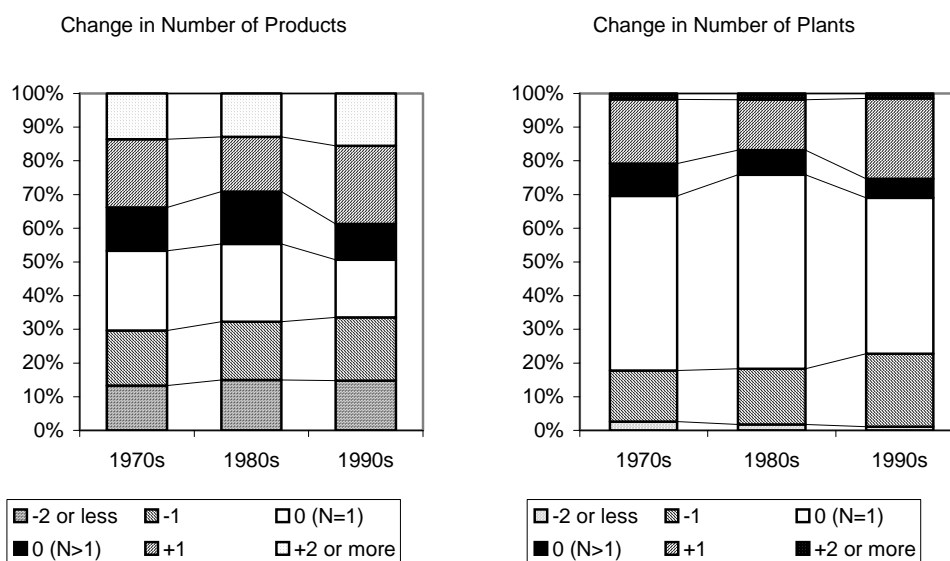 Change in Number of Products
100%
90%
80%
70%
60%
50%
40%
30%
20%
10%
0%
1970s 1980s 1990s
-2 or less -1 0 (N=1)
0 (N>1) +1 +2 or more
Change in Number of Plants
100%
90%
80%
70%
60%
50%
40%
30%
20%
10%
0%
1970s 1980s 1990s
-2 or less -1 0 (N=1)
0 (N>1) +1 +2 or more